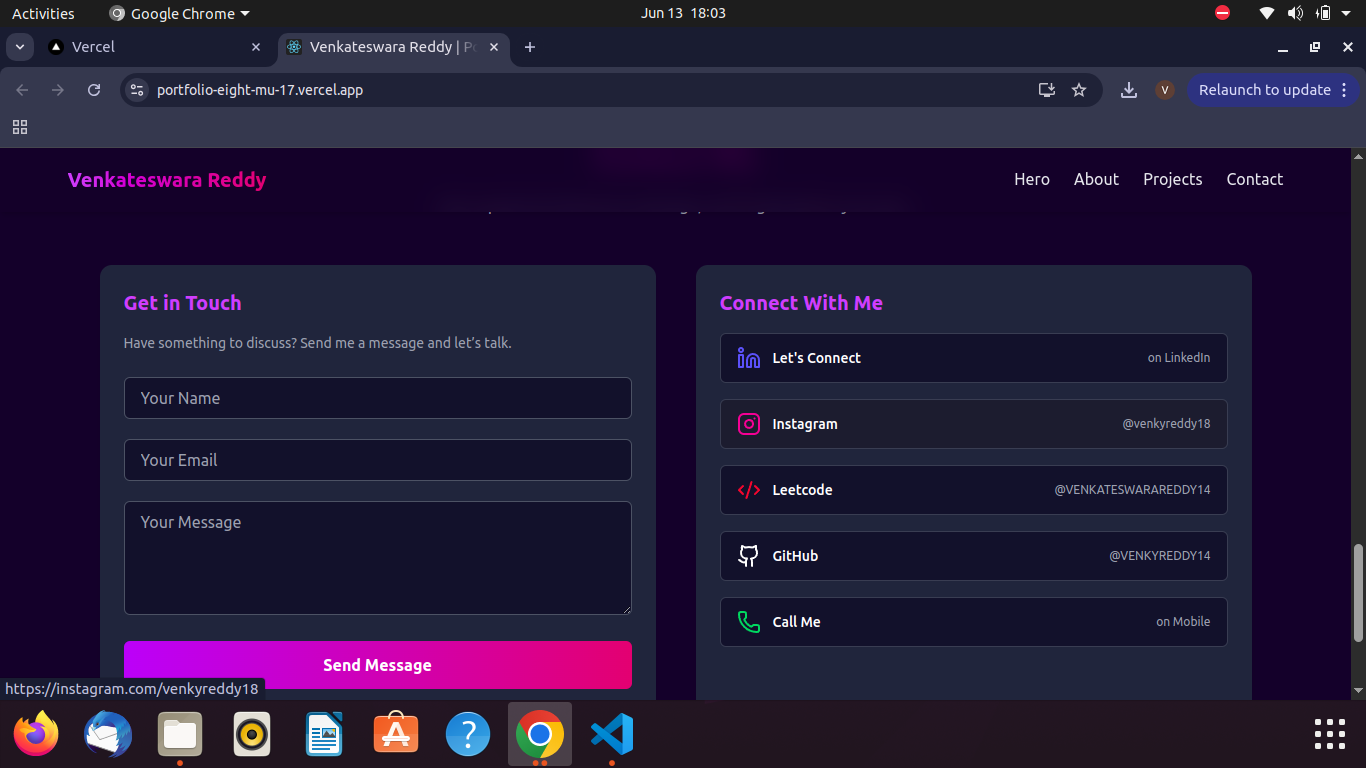 Activities
Google Chrome
Jun 13 18:03
Vercel
Venkateswara Reddy | Po
portfolio-eight-mu-17.vercel.app
V
Relaunch to update
Venkateswara Reddy
Hero
About
Projects
Contact
Get in Touch
Have something to discuss? Send me a message and let’s talk.
Your Name
Your Email
Your Message
Send Message
Connect With Me
Let's Connect
on LinkedIn
Instagram
@venkyreddy18
Leetcode
@VENKATESWARAREDDY14
GitHub
@VENKYREDDY14
Call Me
on Mobile
https://instagram.com/venkyreddy18